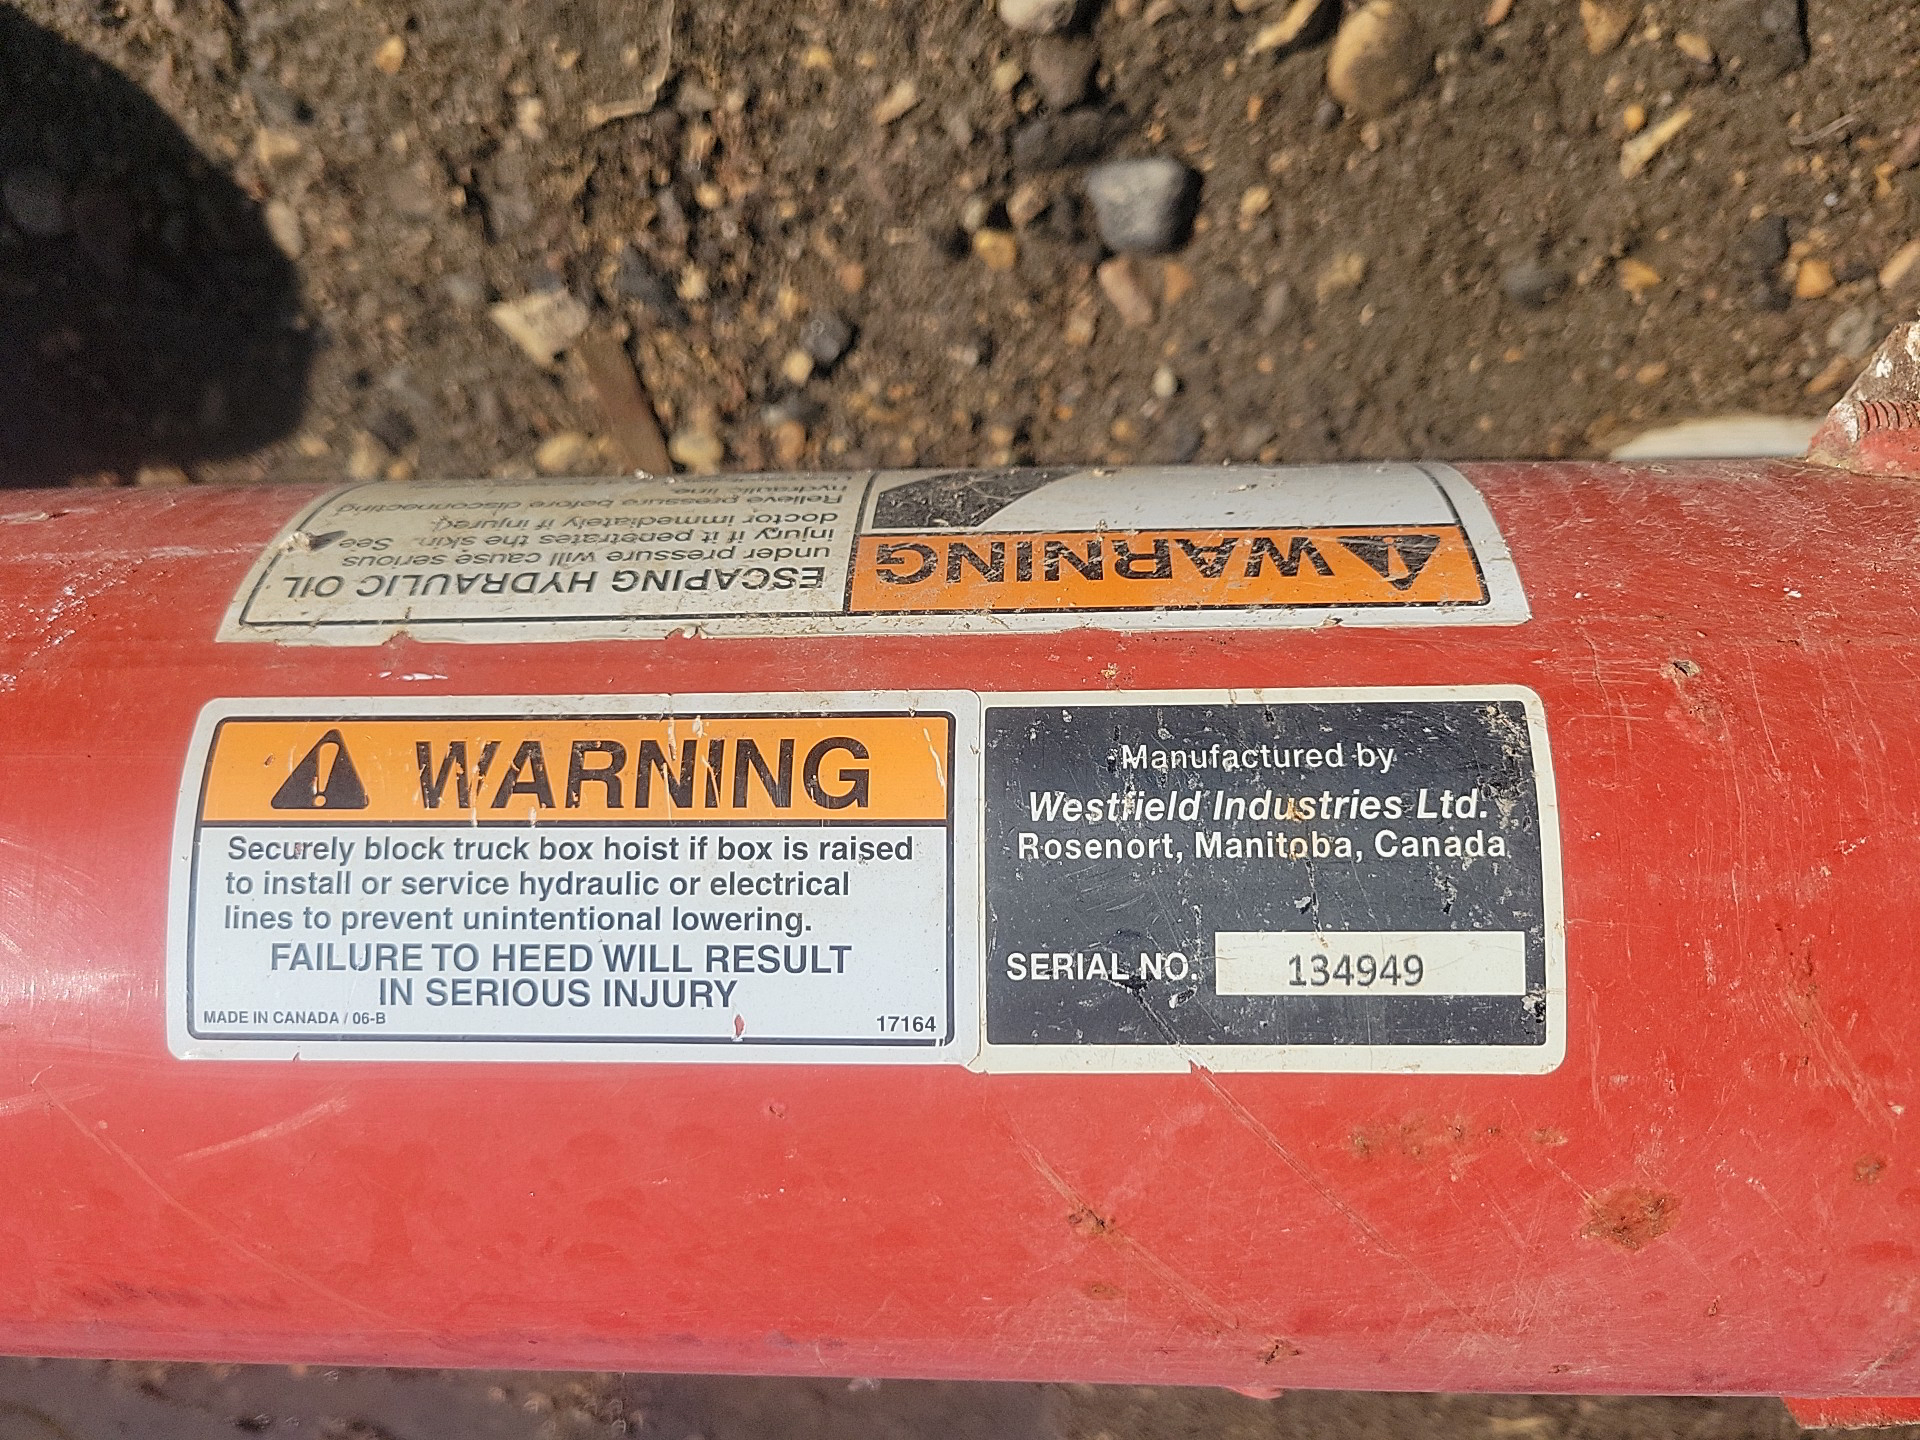 WARNING
ESCAPING HYDRAULIC OIL
under pressure will cause serious
injury if it penetrates the skin. See
doctor immediately if injured.
Relieve pressure before disconnecting
hydraulic line.
WARNING
Securely block truck box hoist if box is raised
to install or service hydraulic or electrical
lines to prevent unintentional lowering.
FAILURE TO HEED WILL RESULT
IN SERIOUS INJURY
MADE IN CANADA / 06-B
17164
Manufactured by
Westfield Industries Ltd.
Rosenort, Manitoba, Canada
SERIAL NO. 134949